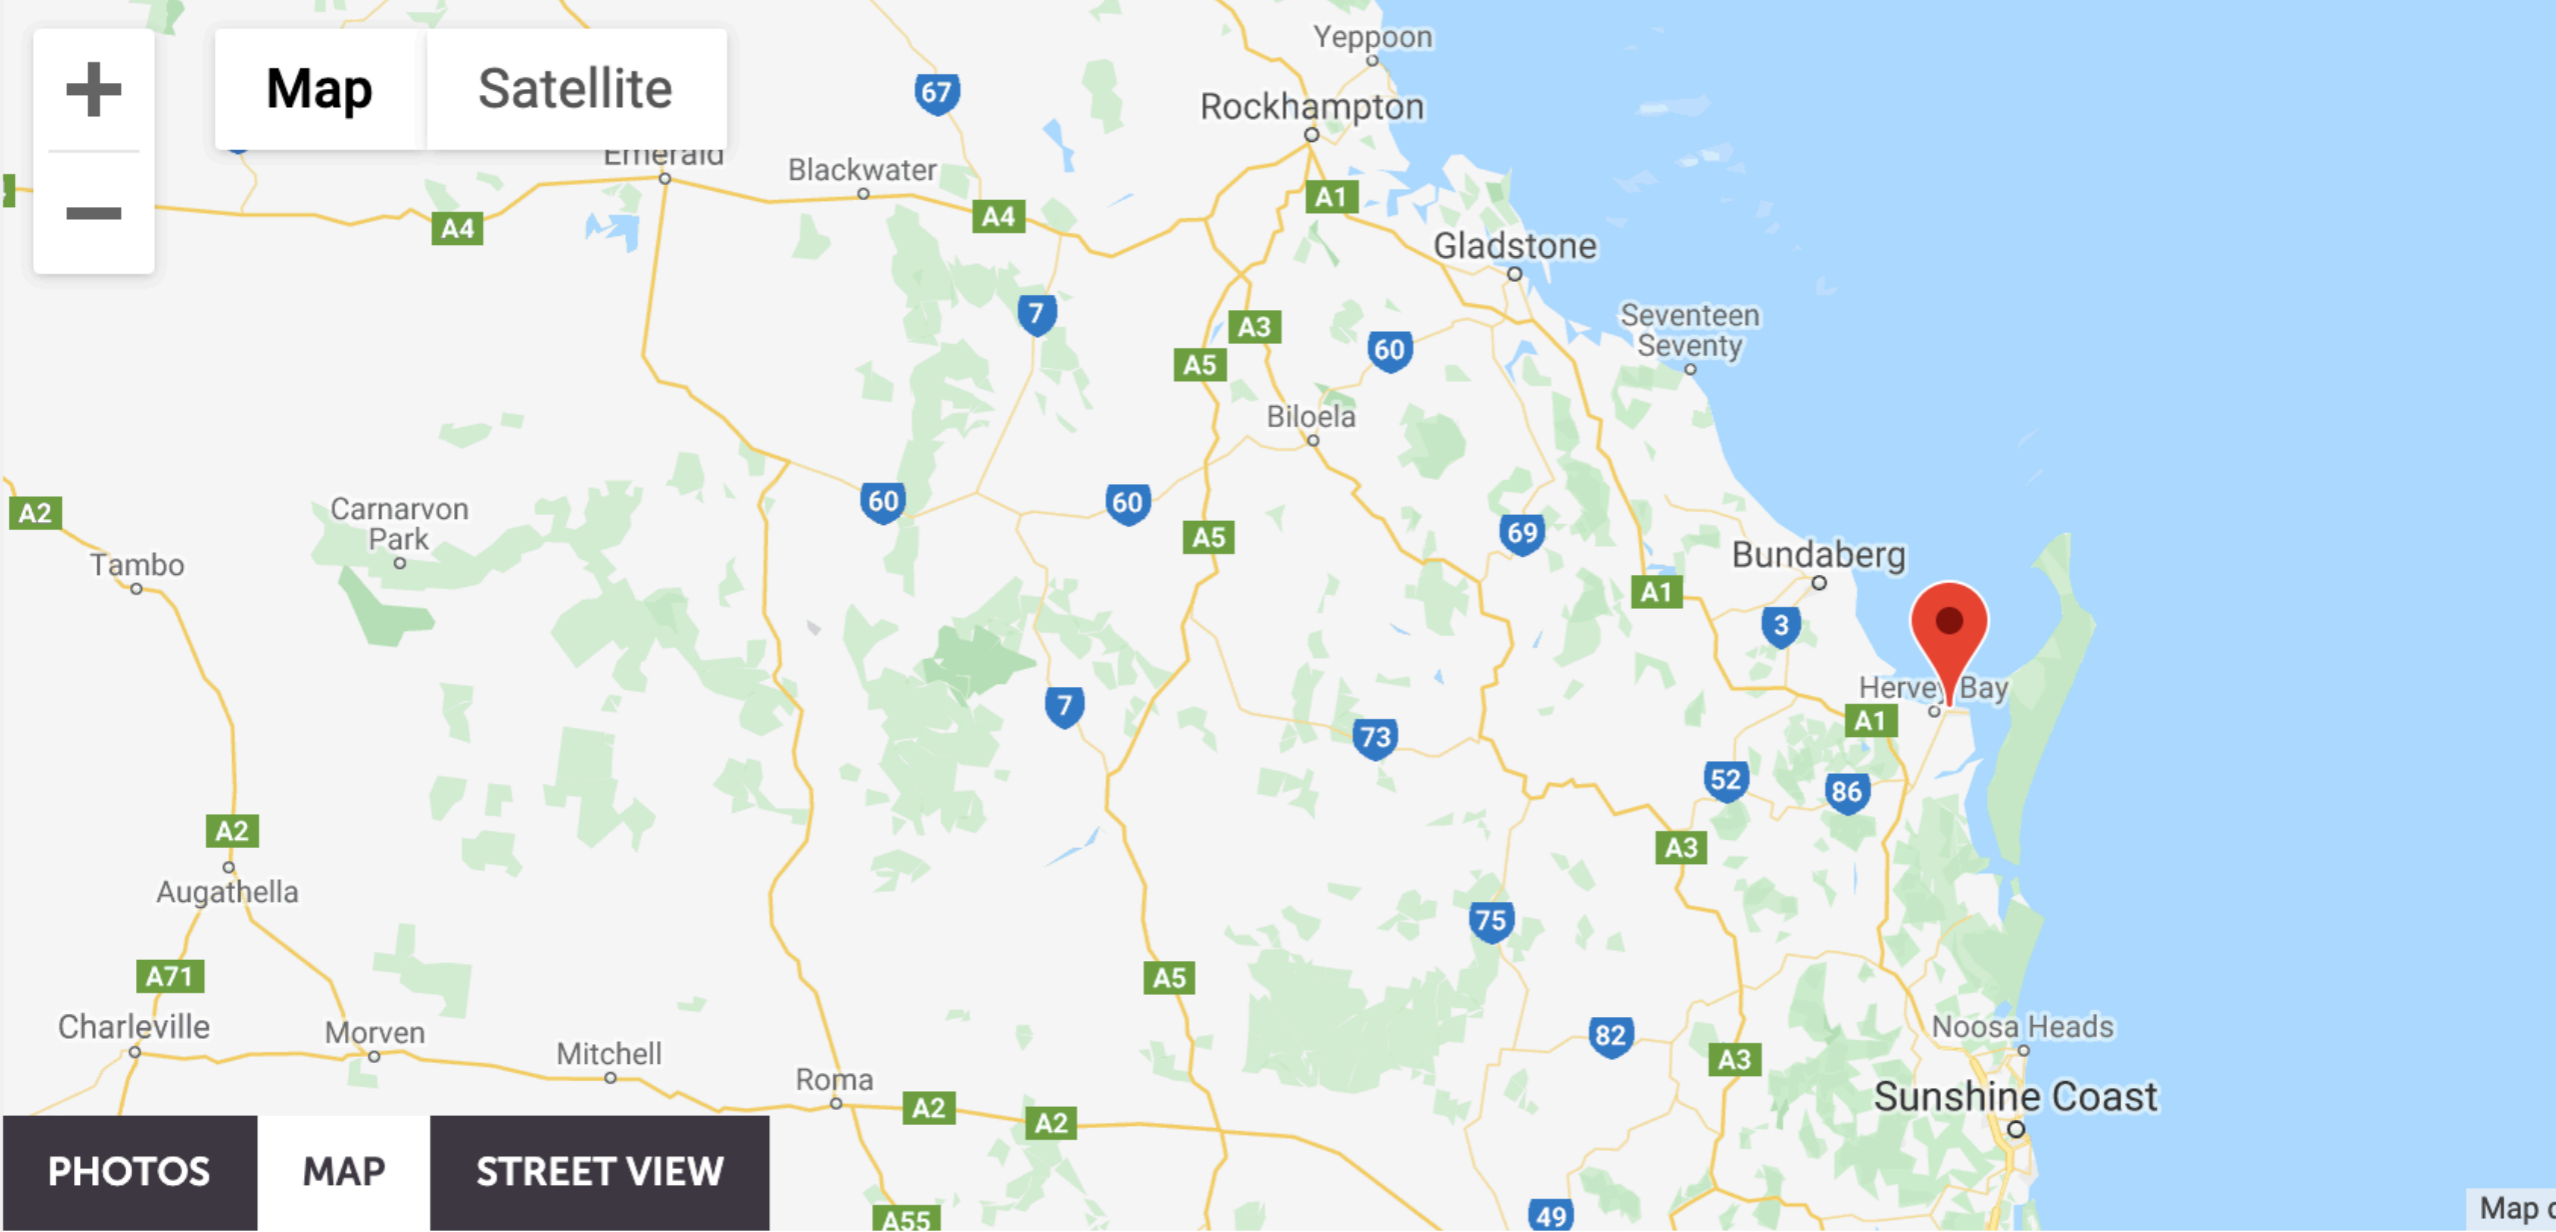 Yeppoon
67
Map
Satellite
Rockhampton
Emerald
Blackwater
A1
A4
A4
Gladstone
7
A3
Seventeen
Seventy
60
A5
Biloela
60
60
A2
Carnarvon
Park
69
A5
Bundaberg
Tambo
A1
3
Hervey Bay
7
A1
73
52
86
A2
A3
Augathella
75
A71
A5
Charleville
Morven
Noosa Heads
82
Mitchell
A3
Roma
Sunshine Coast
A2
A2
PHOTOS
MAP
STREET VIEW
Map
49
A55